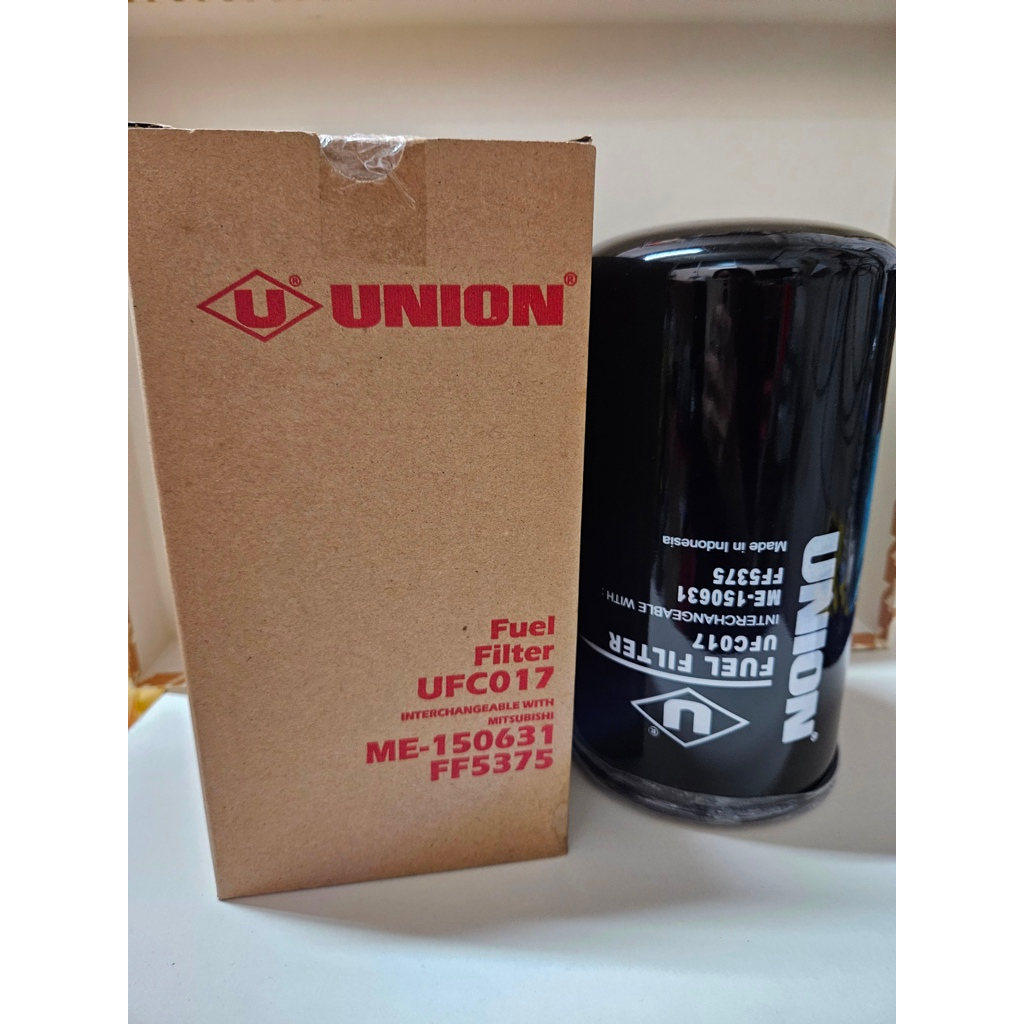 U® UNION®
Fuel
Filter
UFC017
INTERCHANGEABLE WITH
MITSUBISHI
ME-150631
FF5375
UNION®
U®
FUEL FILTER
UFC017
INTERCHANGEABLE WITH :
ME-150631
FF5375
Made in Indonesia